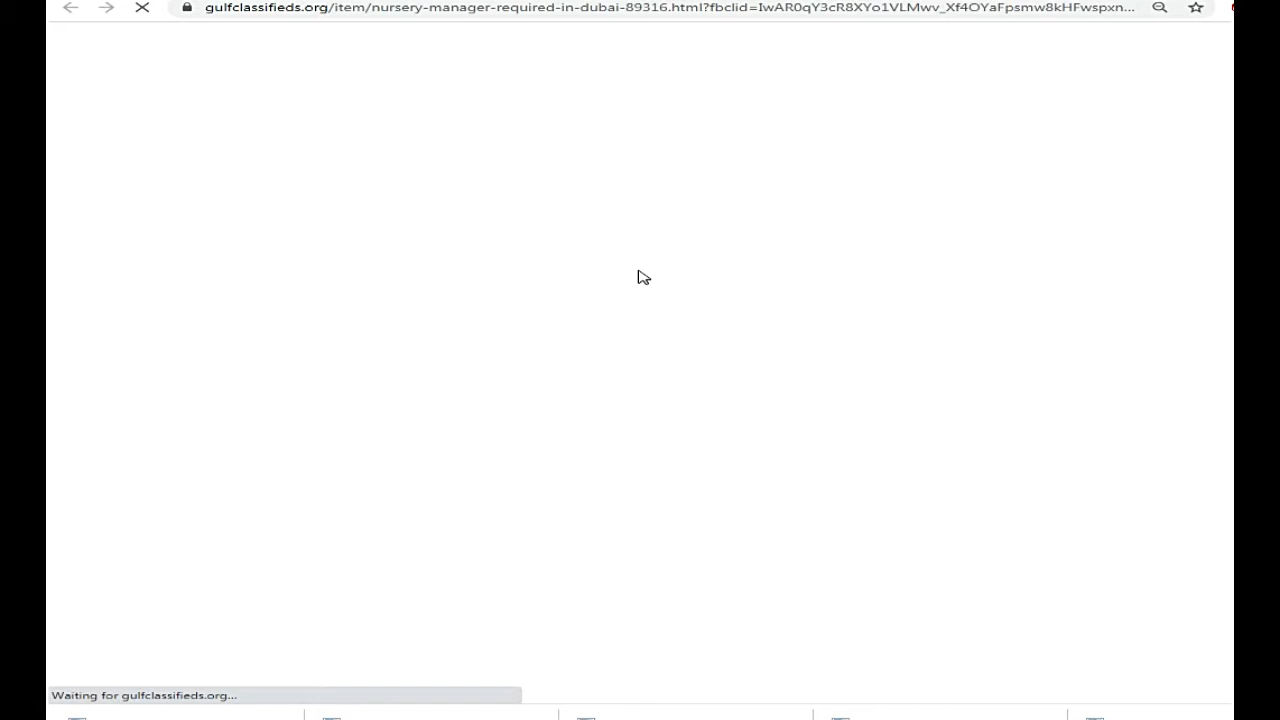 gulfclassifieds.org/item/nursery-manager-required-in-dubai-89316.html?fbclid=IwAR0qY3cR8XYo1VLMwv_Xf4OYaFpsmw8kHFwspxn...
Waiting for gulfclassifieds.org...